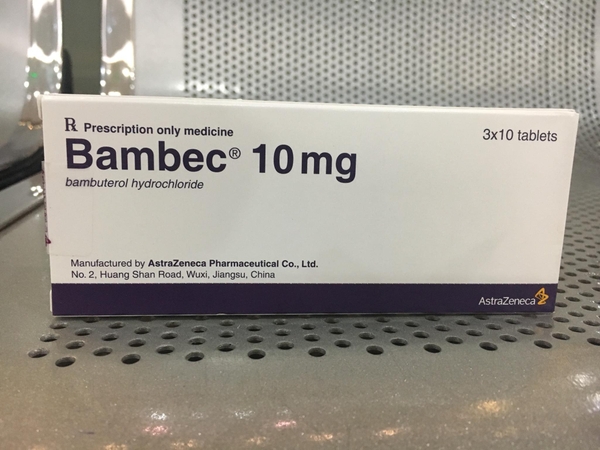 ℞ Prescription only medicine
3x10 tablets
Bambec® 10 mg
bambuterol hydrochloride
Manufactured by AstraZeneca Pharmaceutical Co., Ltd.
No. 2, Huang Shan Road, Wuxi, Jiangsu, China
AstraZeneca